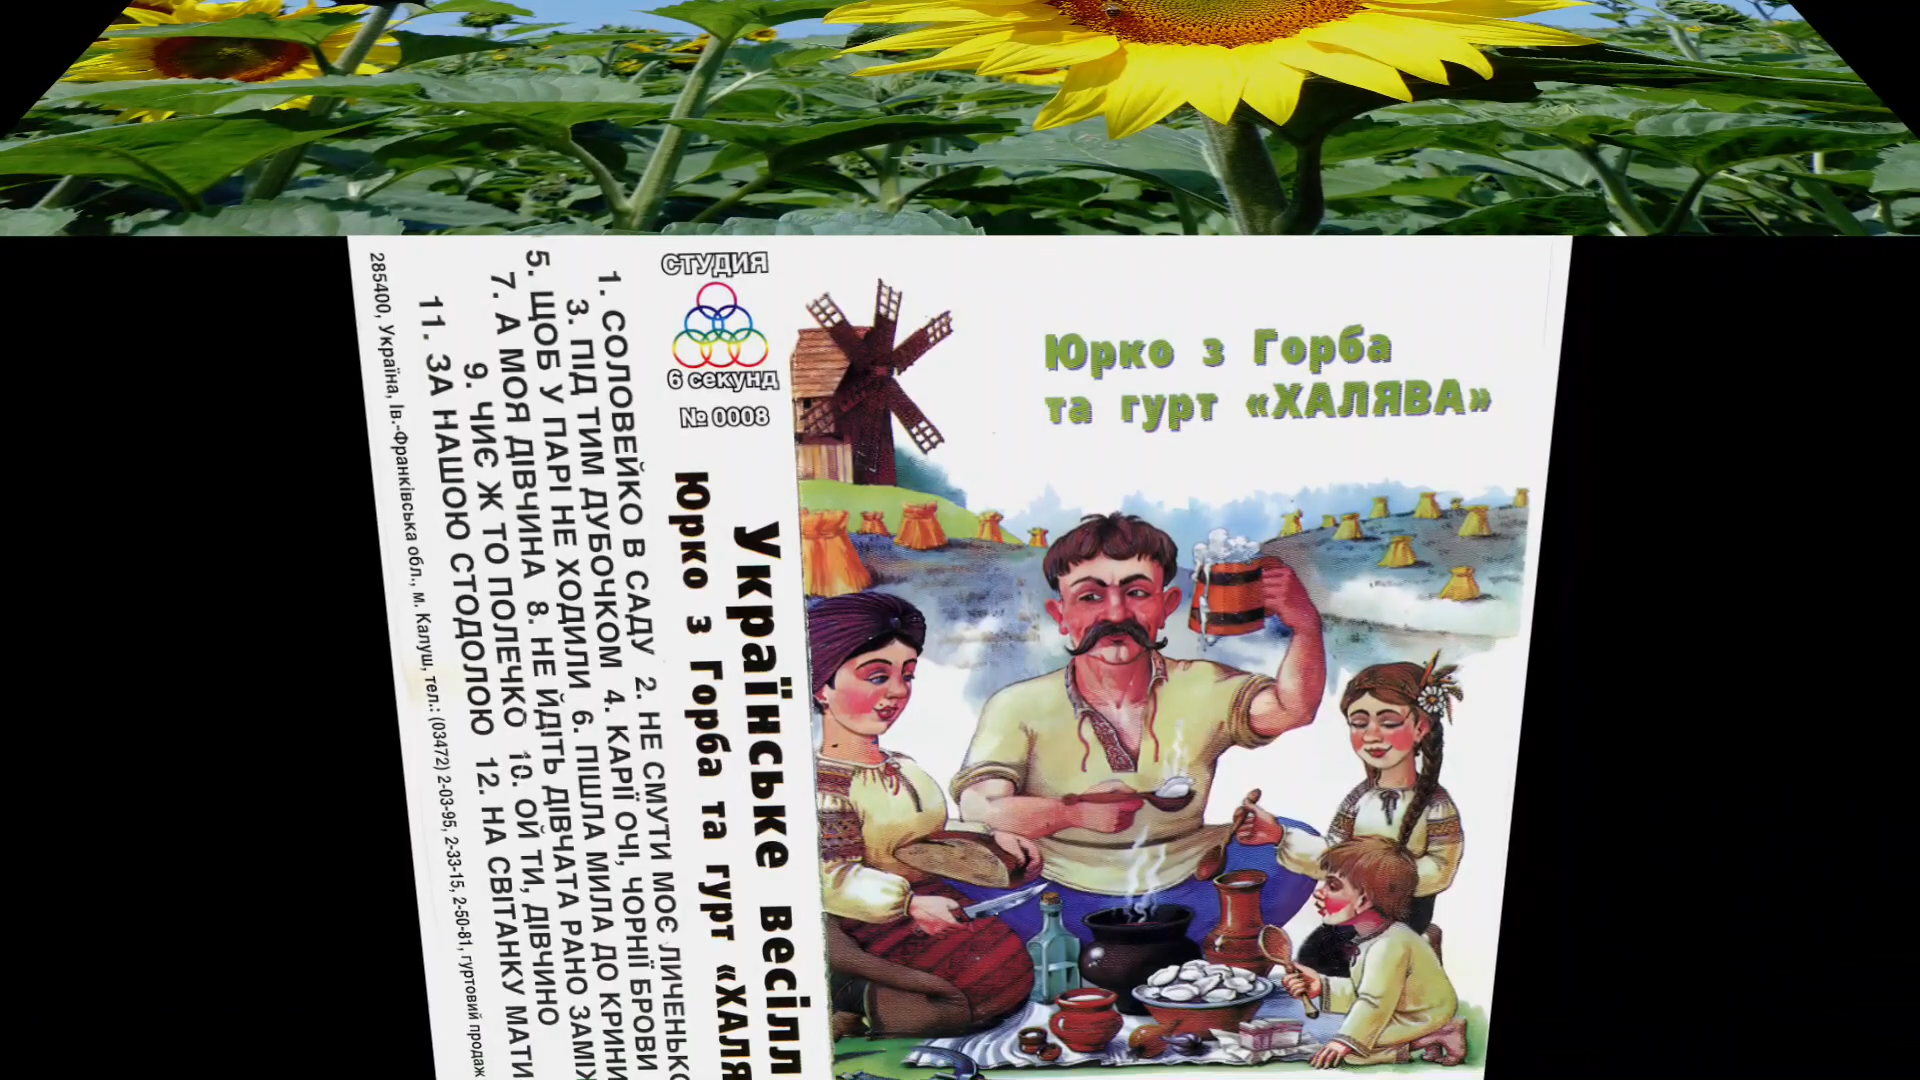 СТУДИЯ
6 секунд
№ 0008
Юрко з Горба
та гурт «ХАЛЯВА»
Українське весілл
Юрко з Горба та гурт «ХАЛЯ
1. СОЛОВЕЙКО В САДУ 2. НЕ СМУТИ МОЄ ЛИЧЕНЬКО
3. ПІД ТИМ ДУБОЧКОМ 4. КАРІЇ ОЧІ, ЧОРНІЇ БРОВИ
5. ЩОБ У ПАРІ НЕ ХОДИЛИ 6. ПІШЛА МИЛА ДО КРИНИ
7. А МОЯ ДІВЧИНА 8. НЕ ЙДІТЬ ДІВЧАТА РАНО ЗАМІЖ
9. ЧИЄ Ж ТО ПОЛЕЧКО 10. ОЙ ТИ, ДІВЧИНО
11. ЗА НАШОЮ СТОДОЛОЮ 12. НА СВІТАНКУ МАТИ
285400, Україна, Ів.-Франківська обл., м. Калуш, тел.: (03472) 2-03-95, 2-33-15, 2-50-81, гуртовий продаж